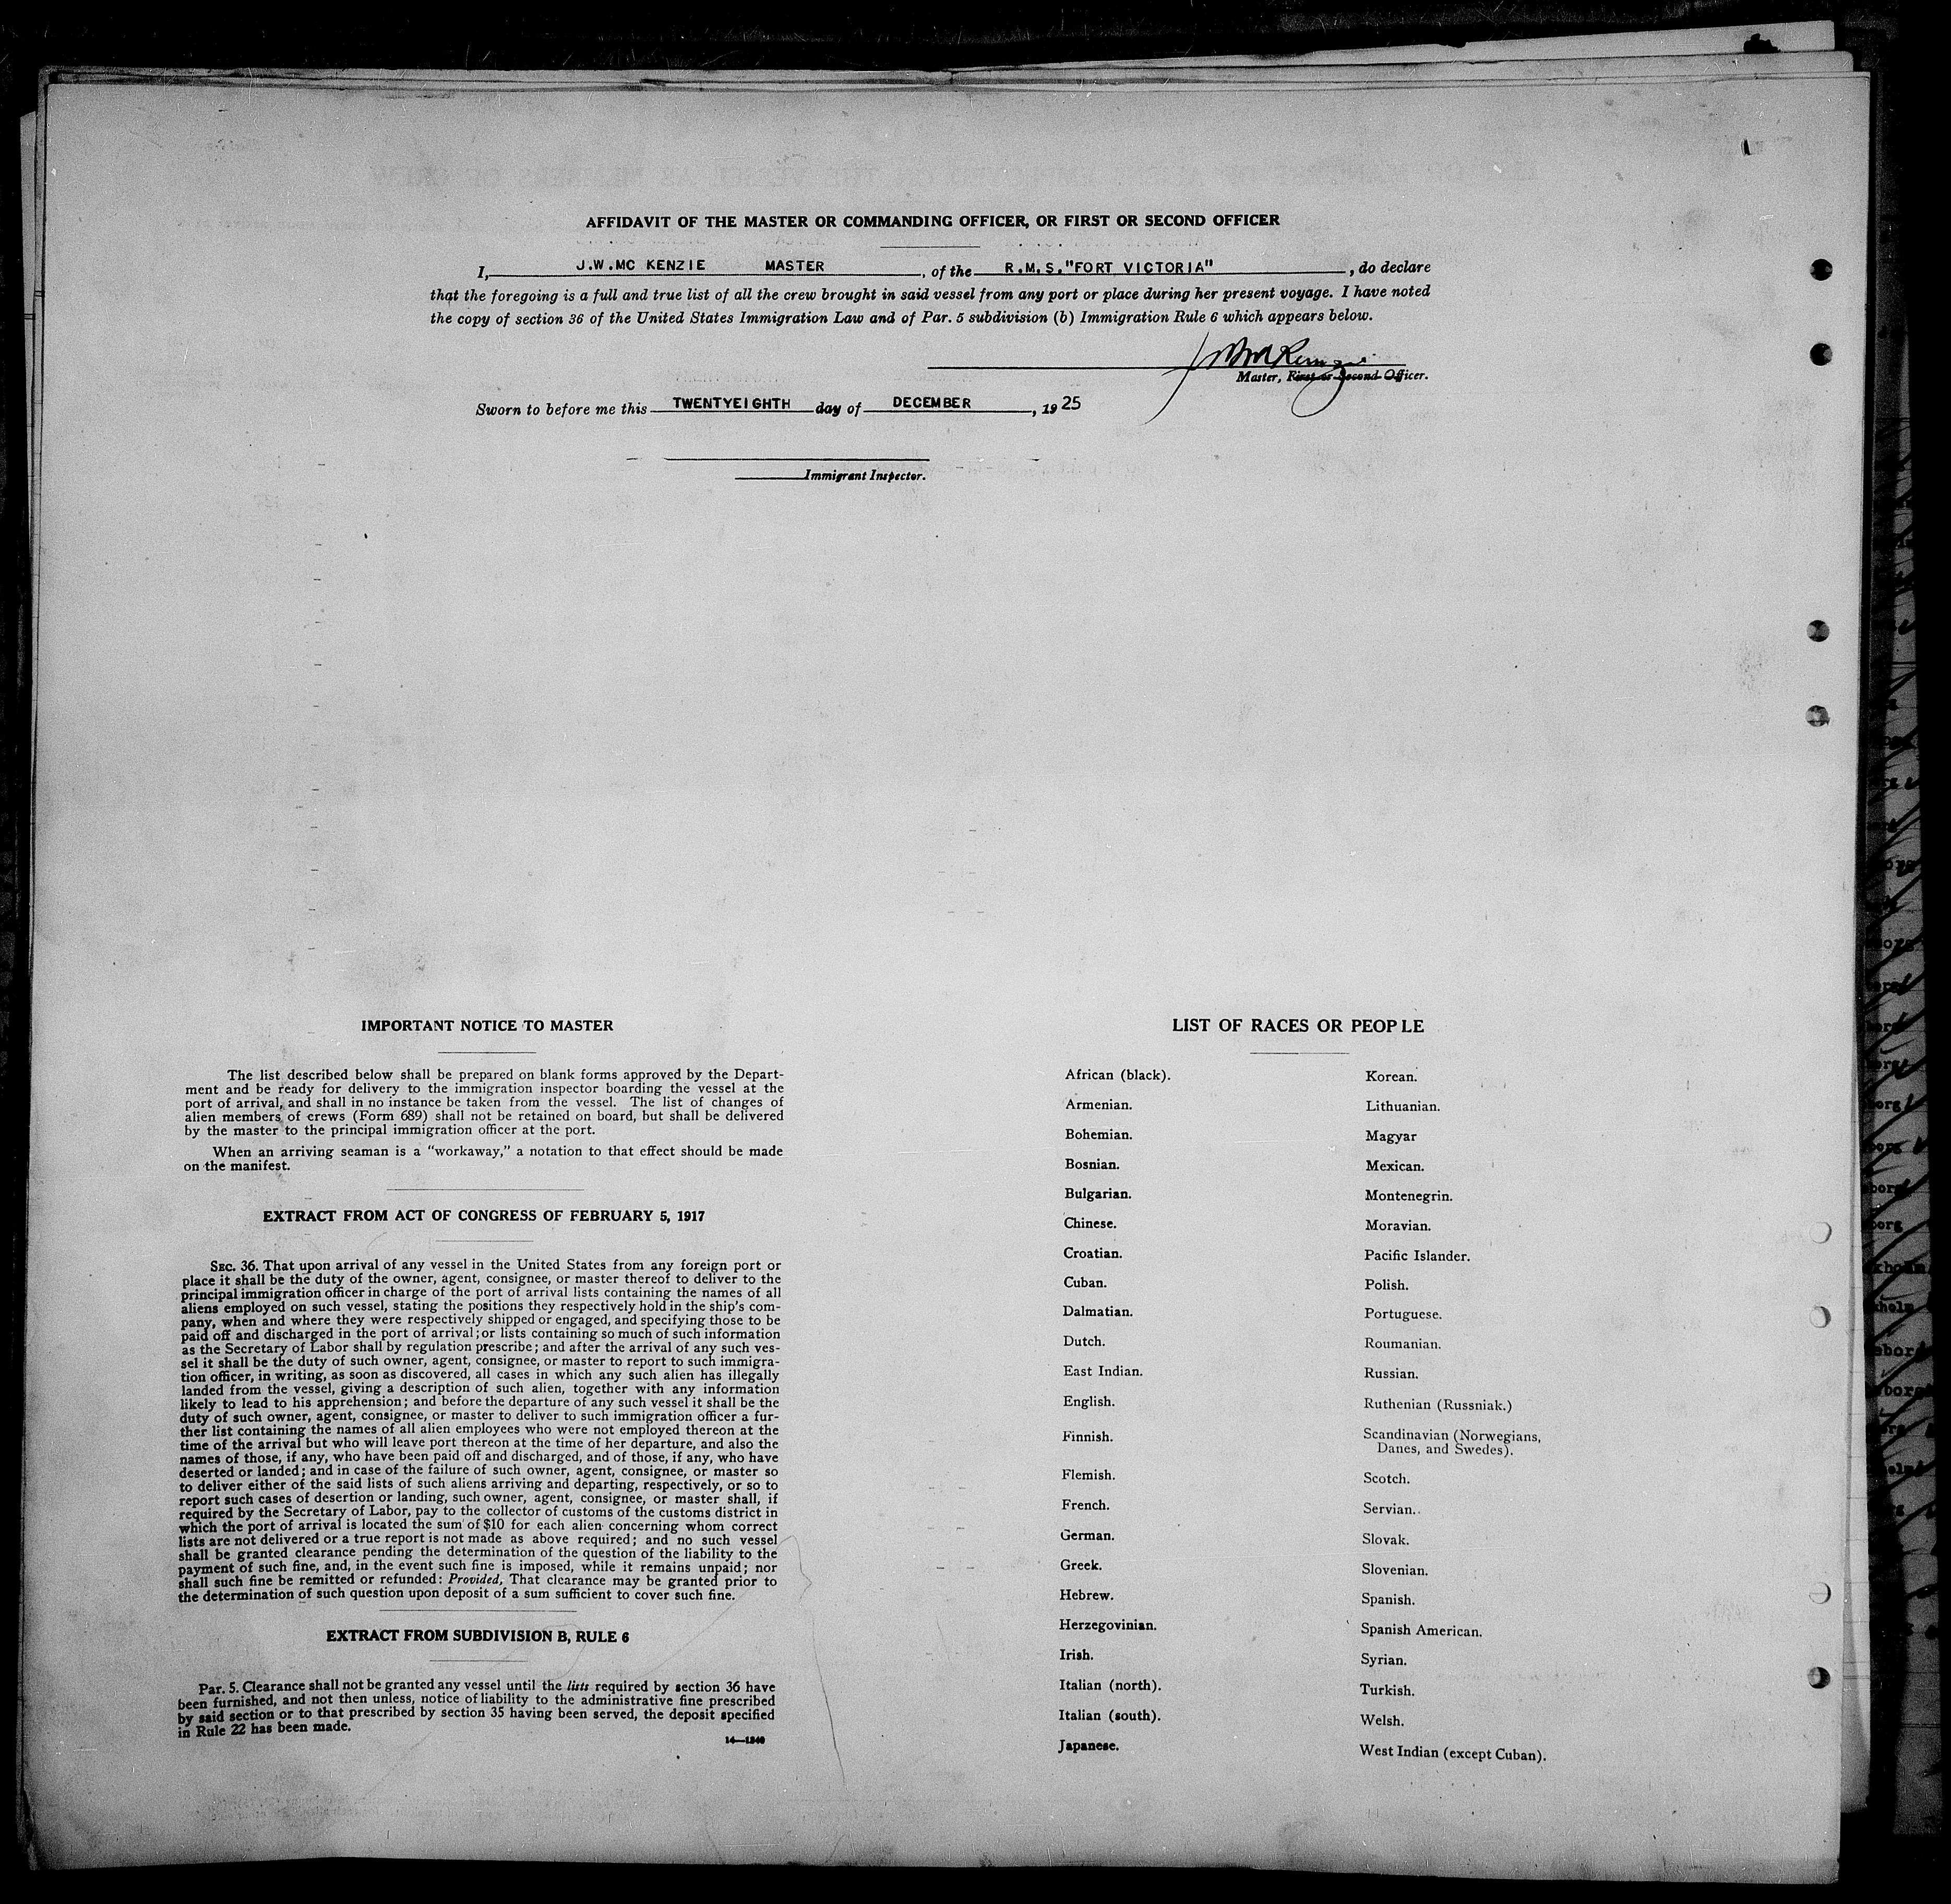 AFFIDAVIT OF THE MASTER OR COMMANDING OFFICER, OR FIRST OR SECOND OFFICER
I, J.W.MC KENZIE MASTER, of the R.M.S."FORT VICTORIA", do declare
that the foregoing is a full and true list of all the crew brought in said vessel from any port or place during her present voyage. I have noted
the copy of section 36 of the United States Immigration Law and of Par. 5 subdivision (b) Immigration Rule 6 which appears below.
JWMcKenzie
Master, First or Second Officer.
Sworn to before me this TWENTYEIGHTH day of DECEMBER, 1925
Immigrant Inspector.
IMPORTANT NOTICE TO MASTER
The list described below shall be prepared on blank forms approved by the Depart-
ment and be ready for delivery to the immigration inspector boarding the vessel at the
port of arrival, and shall in no instance be taken from the vessel. The list of changes of
alien members of crews (Form 689) shall not be retained on board, but shall be delivered
by the master to the principal immigration officer at the port.
When an arriving seaman is a "workaway," a notation to that effect should be made
on the manifest.
EXTRACT FROM ACT OF CONGRESS OF FEBRUARY 5, 1917
SEC. 36. That upon arrival of any vessel in the United States from any foreign port or
place it shall be the duty of the owner, agent, consignee, or master thereof to deliver to the
principal immigration officer in charge of the port of arrival lists containing the names of all
aliens employed on such vessel, stating the positions they respectively hold in the ship's com-
pany, when and where they were respectively shipped or engaged, and specifying those to be
paid off and discharged in the port of arrival; or lists containing so much of such information
as the Secretary of Labor shall by regulation prescribe; and after the arrival of any such ves-
sel it shall be the duty of such owner, agent, consignee, or master to report to such immigra-
tion officer, in writing, as soon as discovered, all cases in which any such alien has illegally
landed from the vessel, giving a description of such alien, together with any information
likely to lead to his apprehension; and before the departure of any such vessel it shall be the
duty of such owner, agent, consignee, or master to deliver to such immigration officer a fur-
ther list containing the names of all alien employees who were not employed thereon at the
time of the arrival but who will leave port thereon at the time of her departure, and also the
names of those, if any, who have been paid off and discharged, and of those, if any, who have
deserted or landed; and in case of the failure of such owner, agent, consignee, or master so
to deliver either of the said lists of such aliens arriving and departing, respectively, or so to
report such cases of desertion or landing, such owner, agent, consignee, or master shall, if
required by the Secretary of Labor, pay to the collector of customs of the customs district in
which the port of arrival is located the sum of $10 for each alien concerning whom correct
lists are not delivered or a true report is not made as above required; and no such vessel
shall be granted clearance pending the determination of the question of the liability to the
payment of such fine, and, in the event such fine is imposed, while it remains unpaid; nor
shall such fine be remitted or refunded: Provided, That clearance may be granted prior to
the determination of such question upon deposit of a sum sufficient to cover such fine.
EXTRACT FROM SUBDIVISION B, RULE 6
Par. 5. Clearance shall not be granted any vessel until the lists required by section 36 have
been furnished, and not then unless, notice of liability to the administrative fine prescribed
by said section or to that prescribed by section 35 having been served, the deposit specified
in Rule 22 has been made.
14—1240
LIST OF RACES OR PEOPLE
African (black).
Armenian.
Bohemian.
Bosnian.
Bulgarian.
Chinese.
Croatian.
Cuban.
Dalmatian.
Dutch.
East Indian.
English.
Finnish.
Flemish.
French.
German.
Greek.
Hebrew.
Herzegovinian.
Irish.
Italian (north).
Italian (south).
Japanese.
Korean.
Lithuanian.
Magyar
Mexican.
Montenegrin.
Moravian.
Pacific Islander.
Polish.
Portuguese.
Roumanian.
Russian.
Ruthenian (Russniak.)
Scandinavian (Norwegians,
Danes, and Swedes).
Scotch.
Servian.
Slovak.
Slovenian.
Spanish.
Spanish American.
Syrian.
Turkish.
Welsh.
West Indian (except Cuban).